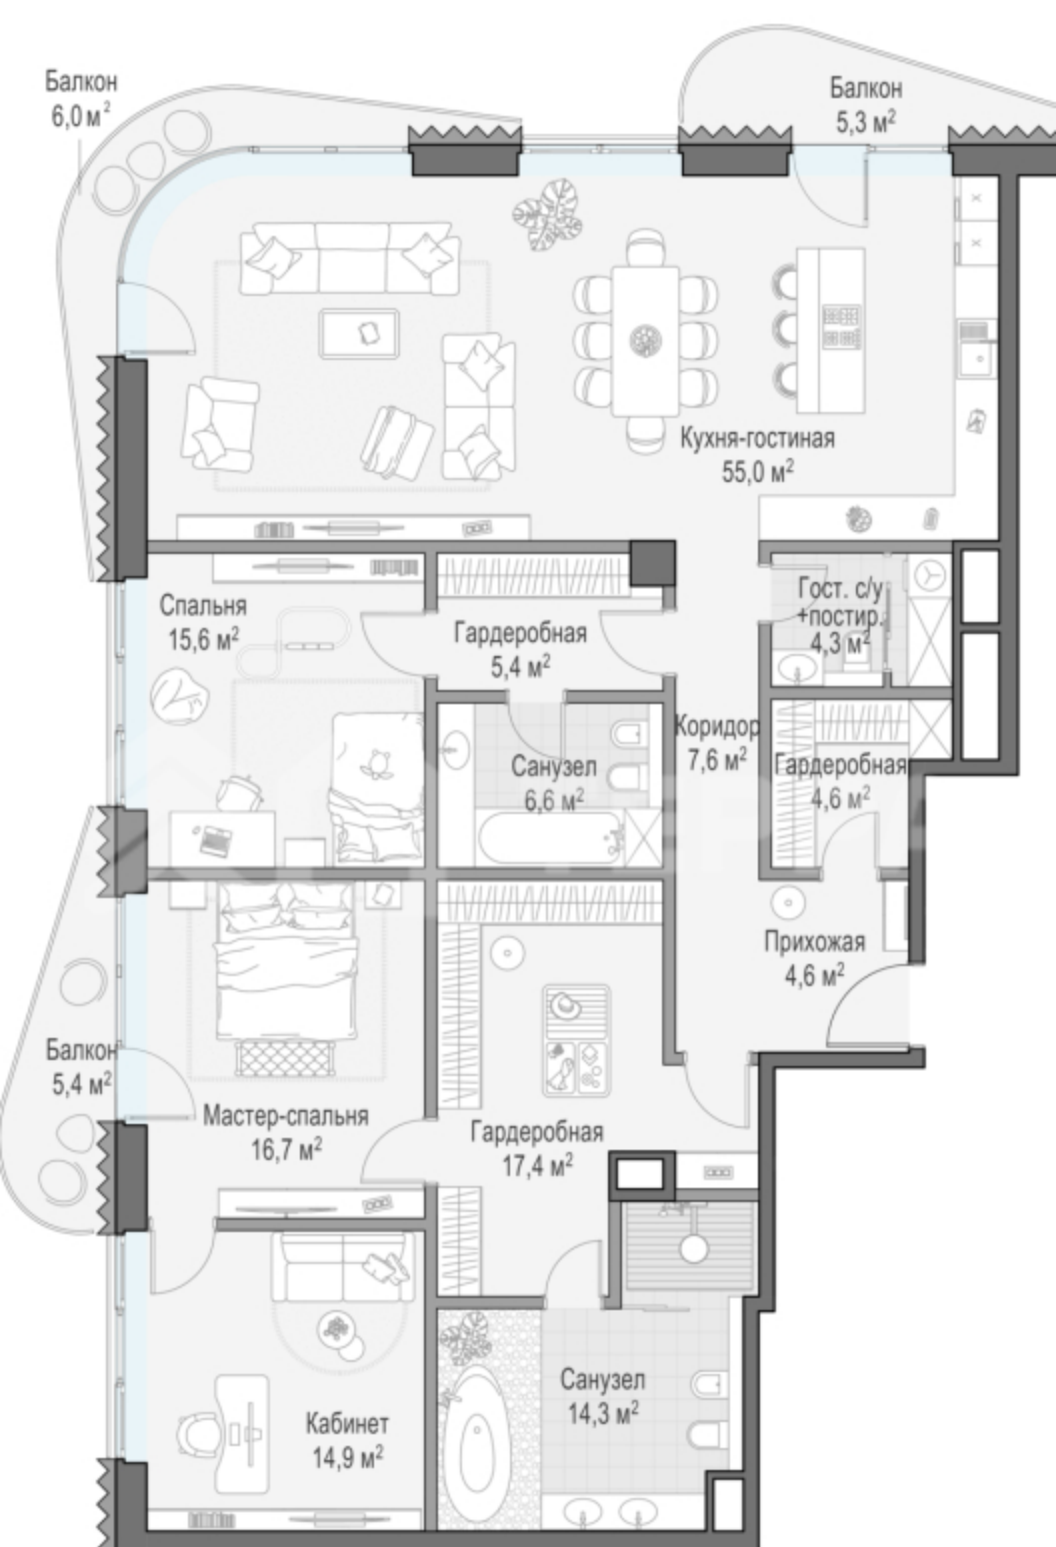 Балкон
6,0 м²
Балкон
5,3 м²
Кухня-гостиная
55,0 м²
Спальня
15,6 м²
Гардеробная
5,4 м²
Гост. с/у
+постир.
4,3 м²
Санузел
6,6 м²
Коридор
7,6 м²
Гардеробная
4,6 м²
Прихожая
4,6 м²
Балкон
5,4 м²
Мастер-спальня
16,7 м²
Гардеробная
17,4 м²
Санузел
14,3 м²
Кабинет
14,9 м²